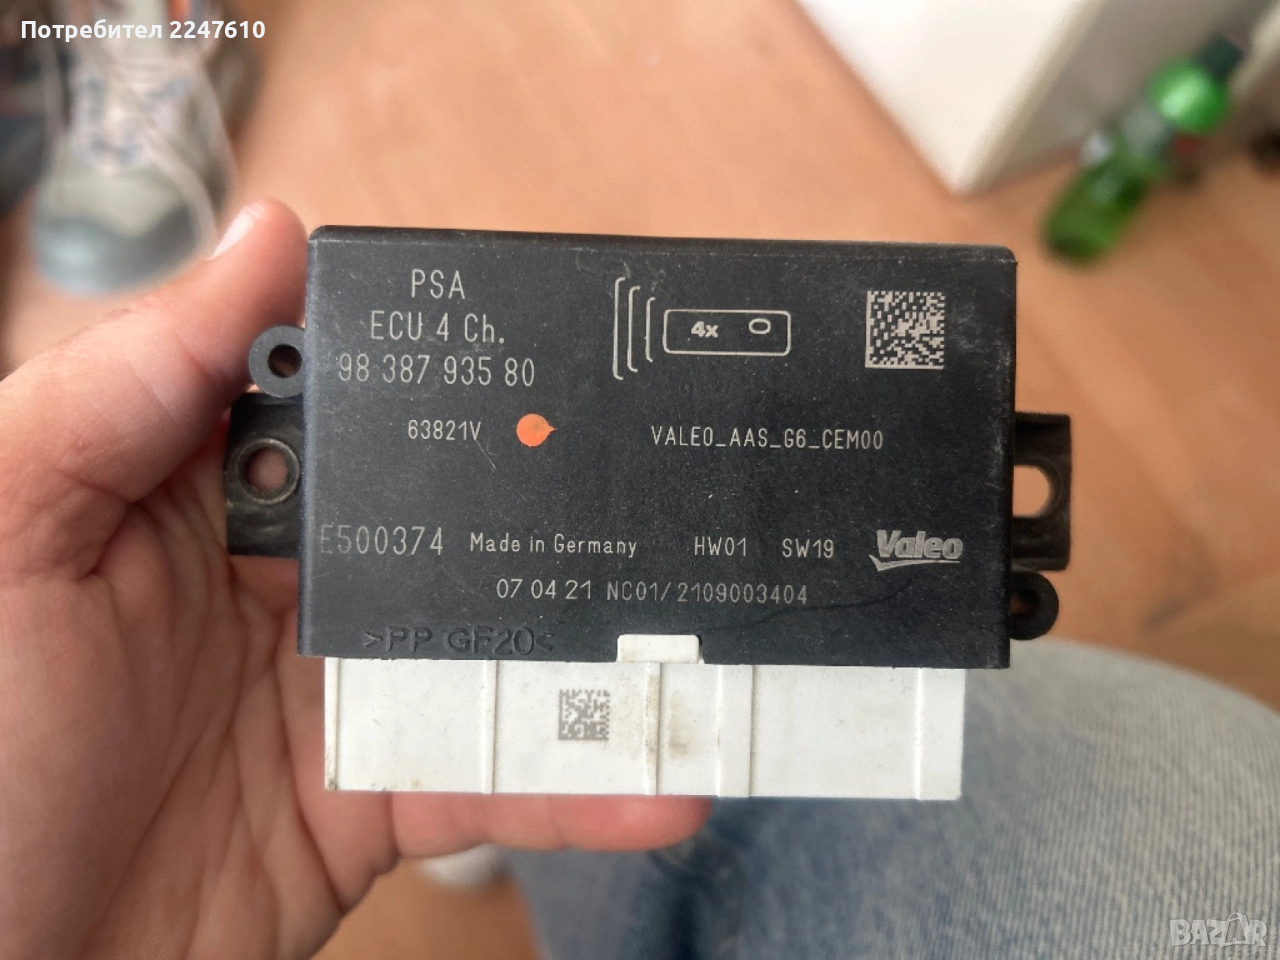 Потребител 2247610
PSA
ECU 4 Ch.
98 387 935 80
4x
63821V
VALEO_AAS_G6_CEM00
E500374 Made in Germany HW01 SW19 Valeo
07 04 21 NC01/2109003404
>PP GF20<
BAZAR